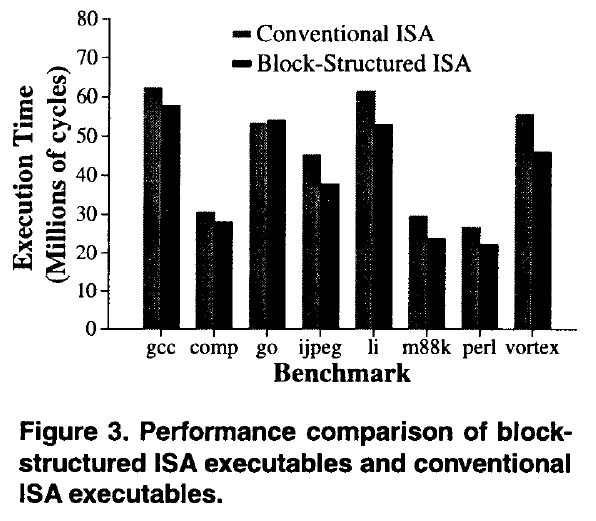 80
70
60
50
40
30
20
10
0
Execution Time
(Millions of cycles)
Conventional ISA
Block-Structured ISA
gcc comp go ijpeg li m88k perl vortex
Benchmark
Figure 3. Performance comparison of block-
structured ISA executables and conventional
ISA executables.